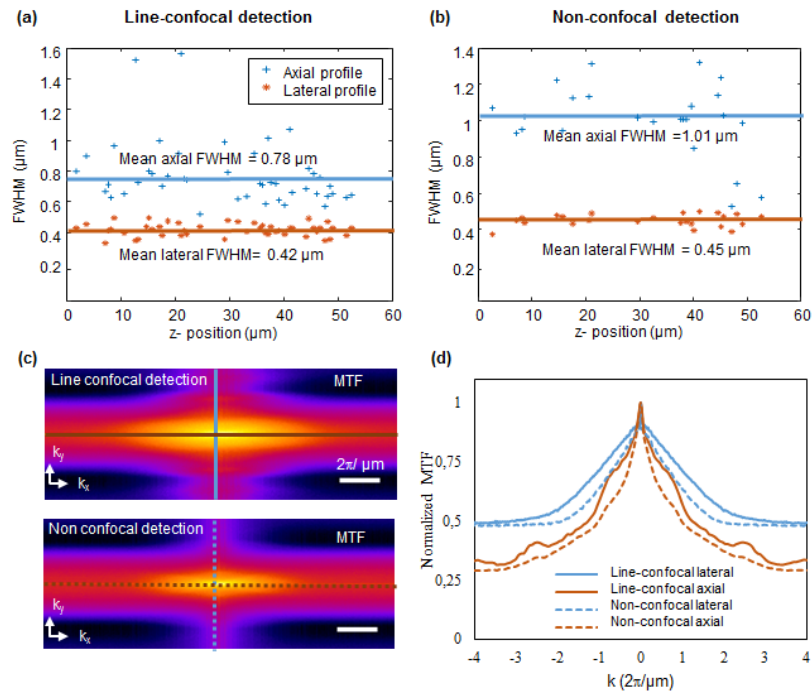 (a) Line-confocal detection
1.6
1.4
1.2
1
0.8
0.6
0.4
0.2
FWHM (µm)
Axial profile
Lateral profile
Mean axial FWHM = 0.78 µm
Mean lateral FWHM= 0.42 µm
0 10 20 30 40 50 60
z- position (µm)
(b) Non-confocal detection
1.4
1.2
1
0.8
0.6
0.4
0.2
FWHM (µm)
Mean axial FWHM =1.01 µm
Mean lateral FWHM = 0.45 µm
0 10 20 30 40 50 60
z- position (µm)
(c)
Line confocal detection MTF
ky
kx
2π/ µm
Non confocal detection MTF
ky
kx
(d)
1
0,75
0,5
0,25
0
Normalized MTF
Line-confocal lateral
Line-confocal axial
Non-confocal lateral
Non-confocal axial
-4 -3 -2 -1 0 1 2 3 4
k (2π/µm)